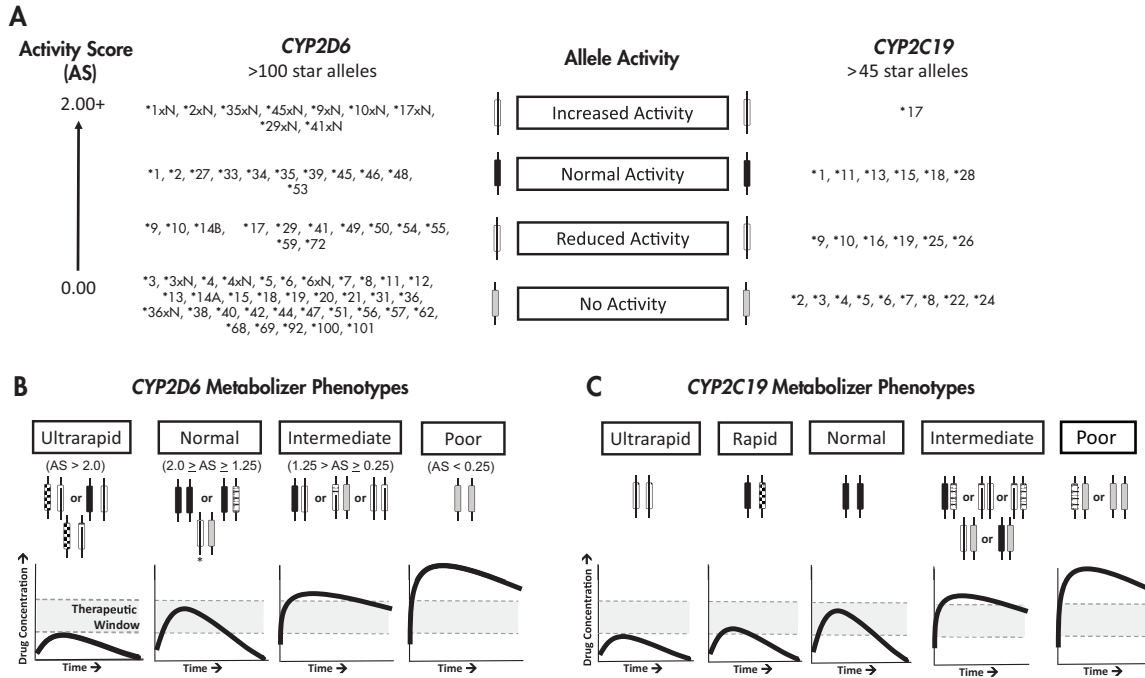 A
Activity Score
(AS)
CYP2D6
>100 star alleles
Allele Activity
CYP2C19
>45 star alleles
2.00+
*1xN, *2xN, *35xN, *45xN, *9xN, *10xN, *17xN,
*29xN, *41xN
Increased Activity
*17
*1, *2, *27, *33, *34, *35, *39, *45, *46, *48,
*53
Normal Activity
*1, *11, *13, *15, *18, *28
*9, *10, *14B, *17, *29, *41, *49, *50, *54, *55,
*59, *72
Reduced Activity
*9, *10, *16, *19, *25, *26
0.00
*3, *3xN, *4, *4xN, *5, *6, *6xN, *7, *8, *11, *12,
*13, *14A, *15, *18, *19, *20, *21, *31, *36,
*36xN, *38, *40, *42, *44, *47, *51, *56, *57, *62,
*68, *69, *92, *100, *101
No Activity
*2, *3, *4, *5, *6, *7, *8, *22, *24
B
CYP2D6 Metabolizer Phenotypes
Ultrarapid
Normal
Intermediate
Poor
(AS > 2.0)
(2.0 ≥ AS ≥ 1.25)
(1.25 > AS ≥ 0.25)
(AS < 0.25)
or
or
or
or
*
Drug Concentration →
Therapeutic
Window
Time →
Time →
Time →
Time →
C
CYP2C19 Metabolizer Phenotypes
Ultrarapid
Rapid
Normal
Intermediate
Poor
or
or
or
or
Drug Concentration →
Time →
Time →
Time →
Time →
Time →